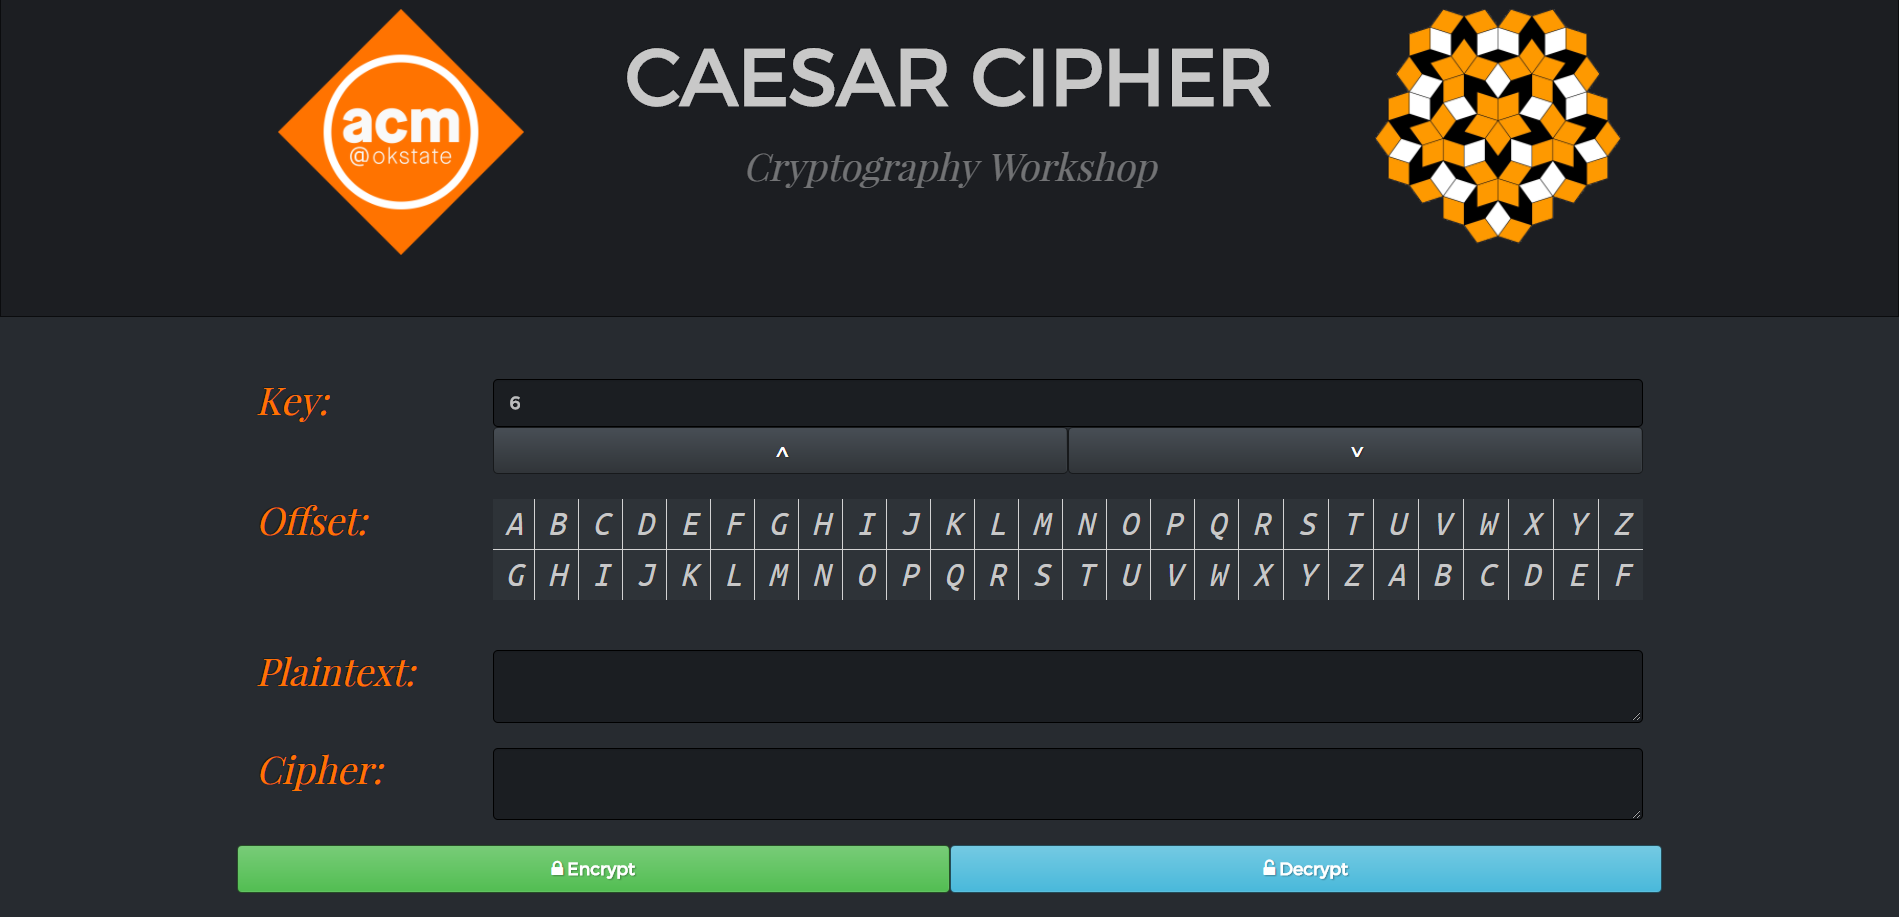 acm
@okstate
CAESAR CIPHER
Cryptography Workshop
Key:
6
^ v
Offset:
A B C D E F G H I J K L M N O P Q R S T U V W X Y Z
G H I J K L M N O P Q R S T U V W X Y Z A B C D E F
Plaintext:
Cipher:
Encrypt Decrypt